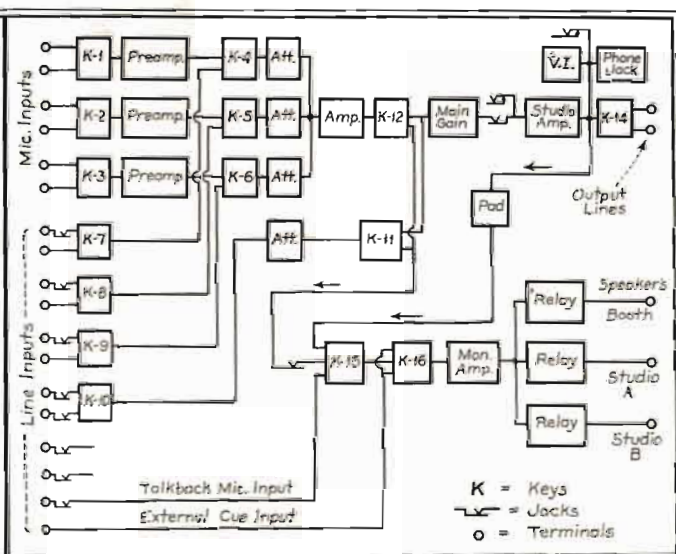 Mic. Inputs
K-1
Preamp.
K-4
Att.
K-2
Preamp.
K-5
Att.
Amp.
K-12
Main
Gain
Studio
Amp.
K-14
V.I.
Phone
Jack
K-3
Preamp.
K-6
Att.
Output
Lines
Pad
Line Inputs
K-7
Att.
K-11
K-8
K-9
K-10
K-15
K-16
Mon.
Amp.
Relay
Speaker's
Booth
Relay
Studio
A
Relay
Studio
B
Talkback Mic. Input
External Cue Input
K = Keys
= Jacks
= Terminals